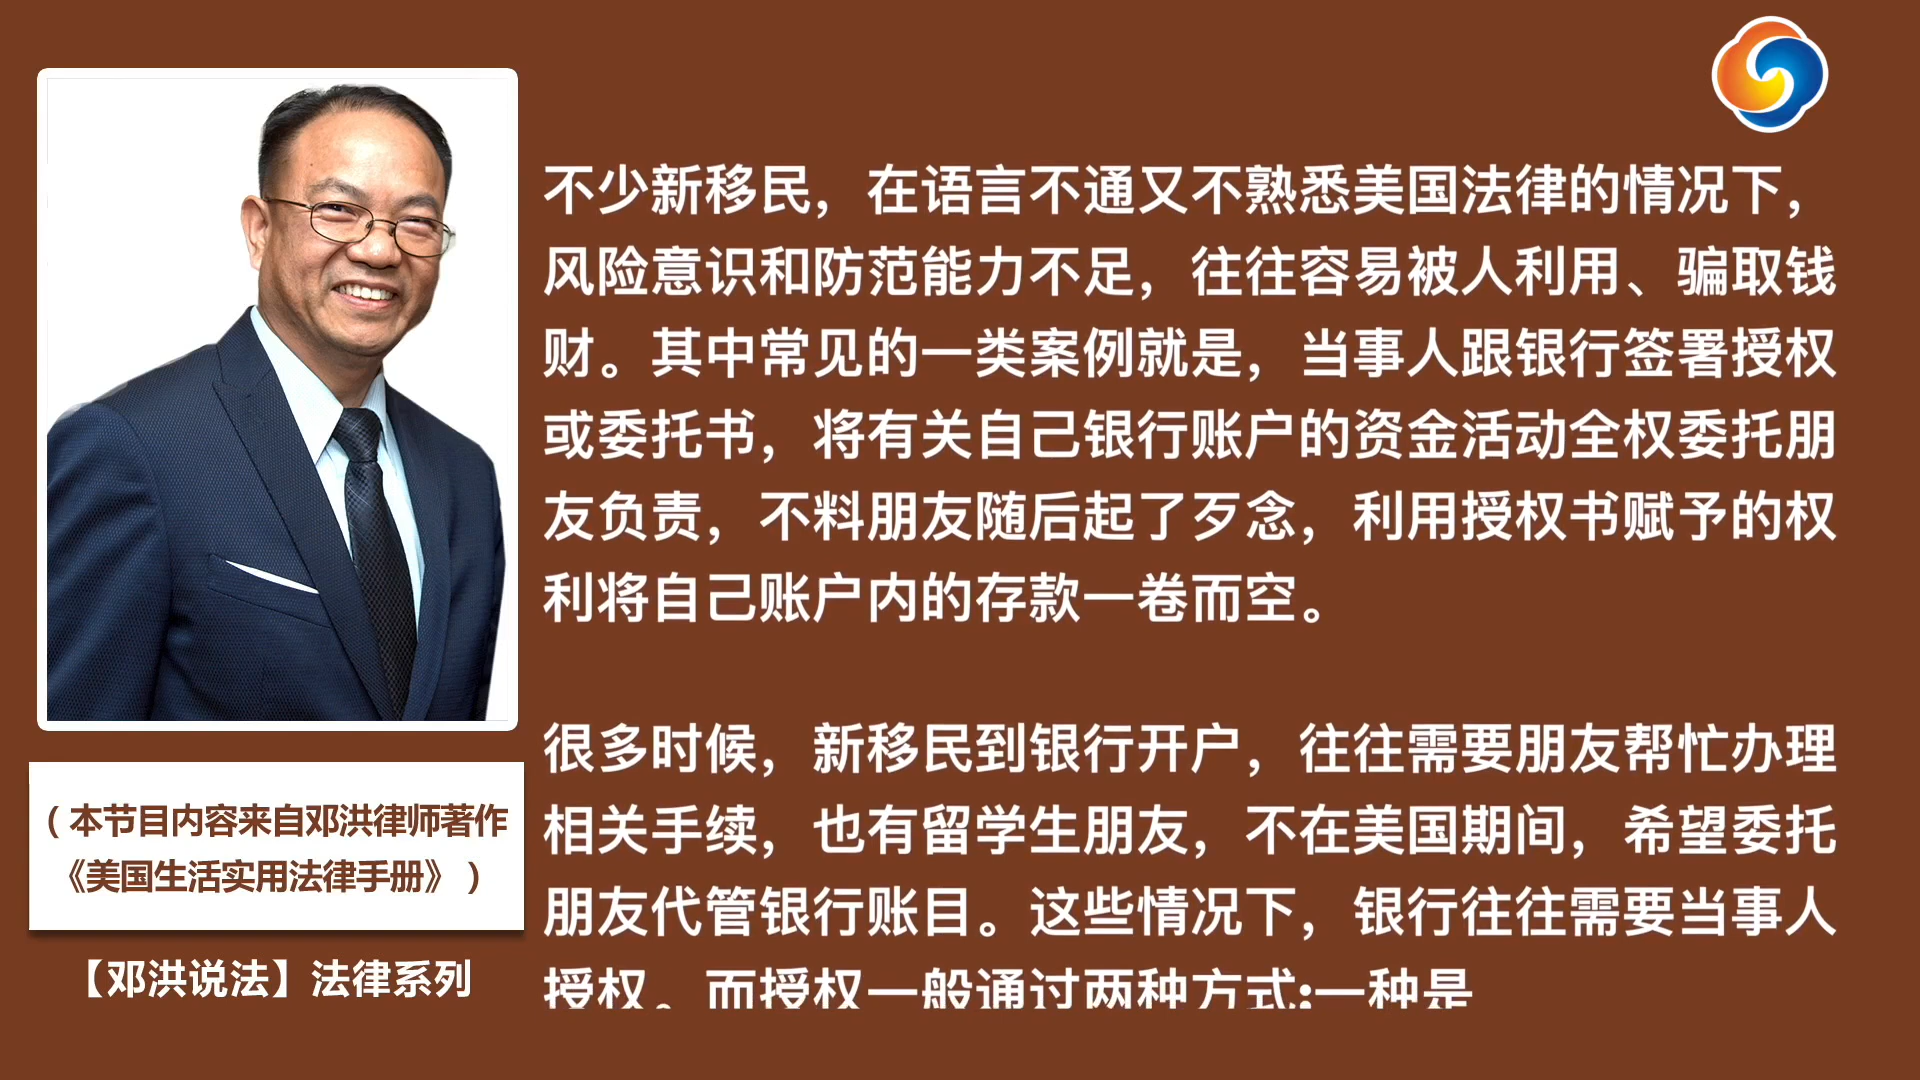 不少新移民，在语言不通又不熟悉美国法律的情况下，
风险意识和防范能力不足，往往容易被人利用、骗取钱
财。其中常见的一类案例就是，当事人跟银行签署授权
或委托书，将有关自己银行账户的资金活动全权委托朋
友负责，不料朋友随后起了歹念，利用授权书赋予的权
利将自己账户内的存款一卷而空。
很多时候，新移民到银行开户，往往需要朋友帮忙办理
相关手续，也有留学生朋友，不在美国期间，希望委托
朋友代管银行账目。这些情况下，银行往往需要当事人
授权。而授权一般通过两种方式:一种是
（本节目内容来自邓洪律师著作
《美国生活实用法律手册》）
【邓洪说法】法律系列